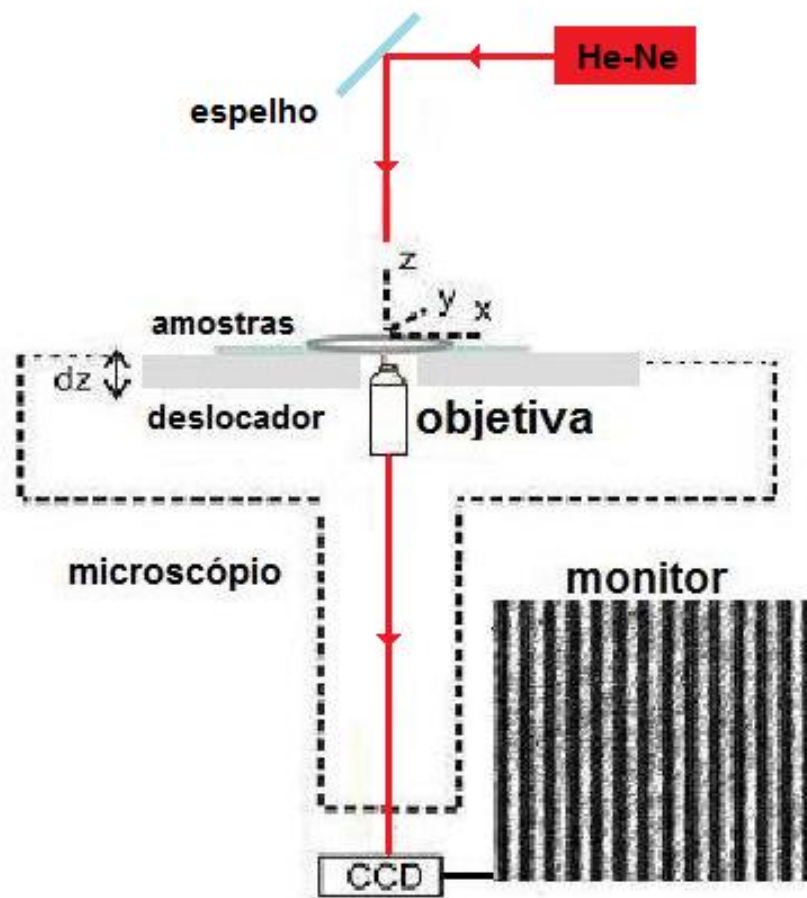 He-Ne
espelho
z
y
x
amostras
dz
deslocador
objetiva
microscópio
monitor
CCD